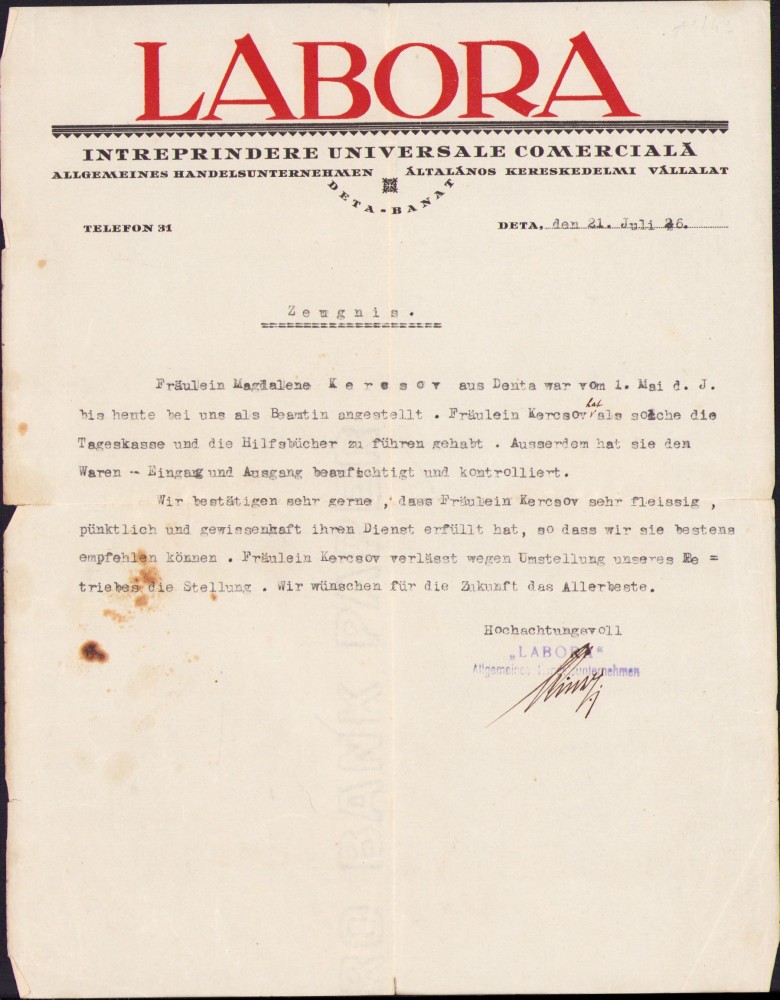 LABORA
INTREPRINDERE UNIVERSALE COMERCIALĂ
ALLGEMEINES HANDELSUNTERNEHMEN ÁLTALÁNOS KERESKEDELMI VÁLLALAT
DETA-BANAT
TELEFON 31
DETA, den 21. Juli 26.
Zeugnis.
Fräulein Magdalene Kercsov aus Denta war vom 1. Mai d. J.
bis heute bei uns als Beamtin angestellt . Fräulein Kercsov hat als solche die
Tageskasse und die Hilfsbücher zu führen gehabt . Ausserdem hat sie den
Waren - Eingang und Ausgang beaufsichtigt und kontrolliert.
Wir bestätigen sehr gerne , dass Fräulein Kercsov sehr fleissig ,
pünktlich und gewissenhaft ihren Dienst erfüllt hat, so dass wir sie bestens
empfehlen können . Fräulein Kercsov verlässt wegen Umstellung unseres Be =
triebes die Stellung . Wir wünschen für die Zukunft das Allerbeste.
Hochachtungsvoll
„LABORA“
Allgemeines Handelsunternehmen